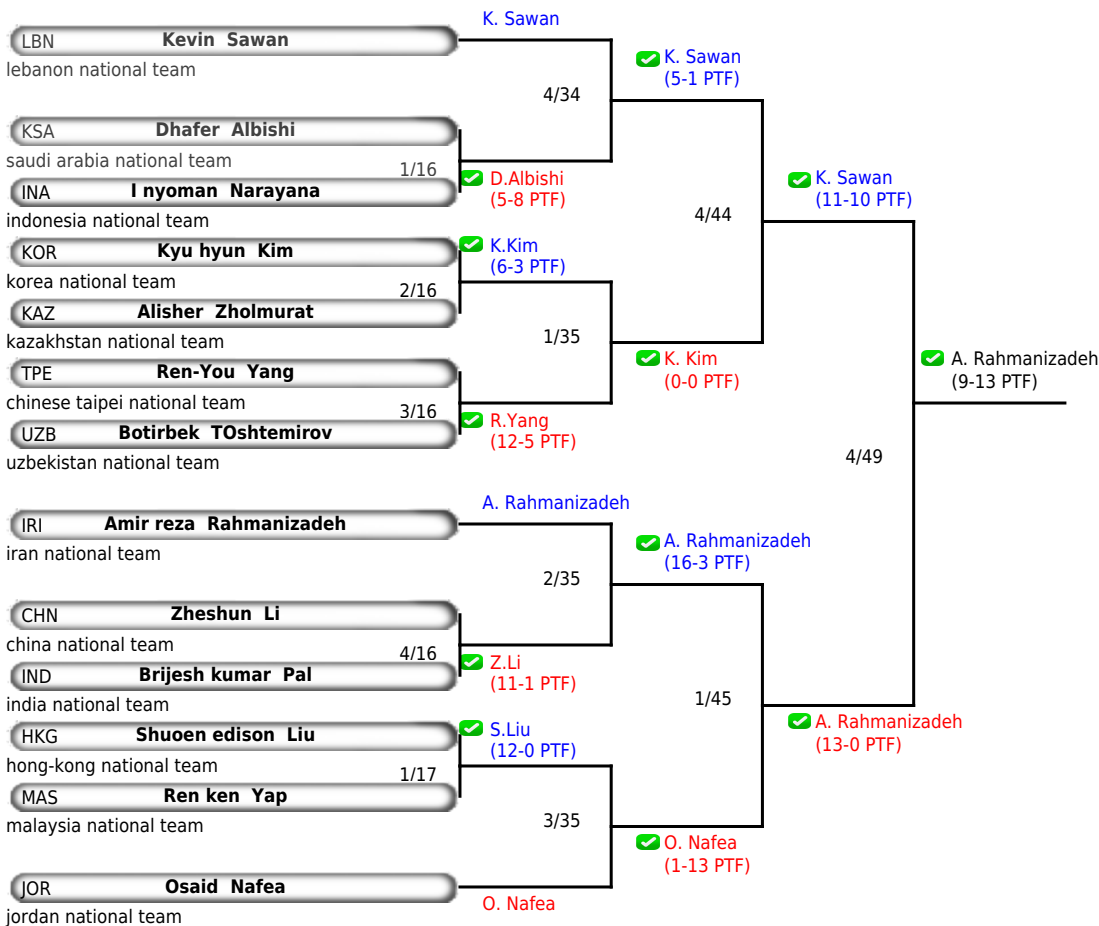 K. Sawan
LBN Kevin Sawan
lebanon national team
K. Sawan
(5-1 PTF)
4/34
KSA Dhafer Albishi
saudi arabia national team
1/16
D.Albishi
(5-8 PTF)
INA I nyoman Narayana
indonesia national team
K. Sawan
(11-10 PTF)
4/44
KOR Kyu hyun Kim
korea national team
K.Kim
(6-3 PTF)
2/16
KAZ Alisher Zholmurat
kazakhstan national team
1/35
K. Kim
(0-0 PTF)
TPE Ren-You Yang
chinese taipei national team
3/16
R.Yang
(12-5 PTF)
UZB Botirbek TOshtemirov
uzbekistan national team
A. Rahmanizadeh
(9-13 PTF)
4/49
A. Rahmanizadeh
IRI Amir reza Rahmanizadeh
iran national team
A. Rahmanizadeh
(16-3 PTF)
2/35
CHN Zheshun Li
china national team
4/16
Z.Li
(11-1 PTF)
IND Brijesh kumar Pal
india national team
1/45
A. Rahmanizadeh
(13-0 PTF)
HKG Shuoen edison Liu
hong-kong national team
S.Liu
(12-0 PTF)
1/17
MAS Ren ken Yap
malaysia national team
3/35
O. Nafea
(1-13 PTF)
JOR Osaid Nafea
jordan national team
O. Nafea